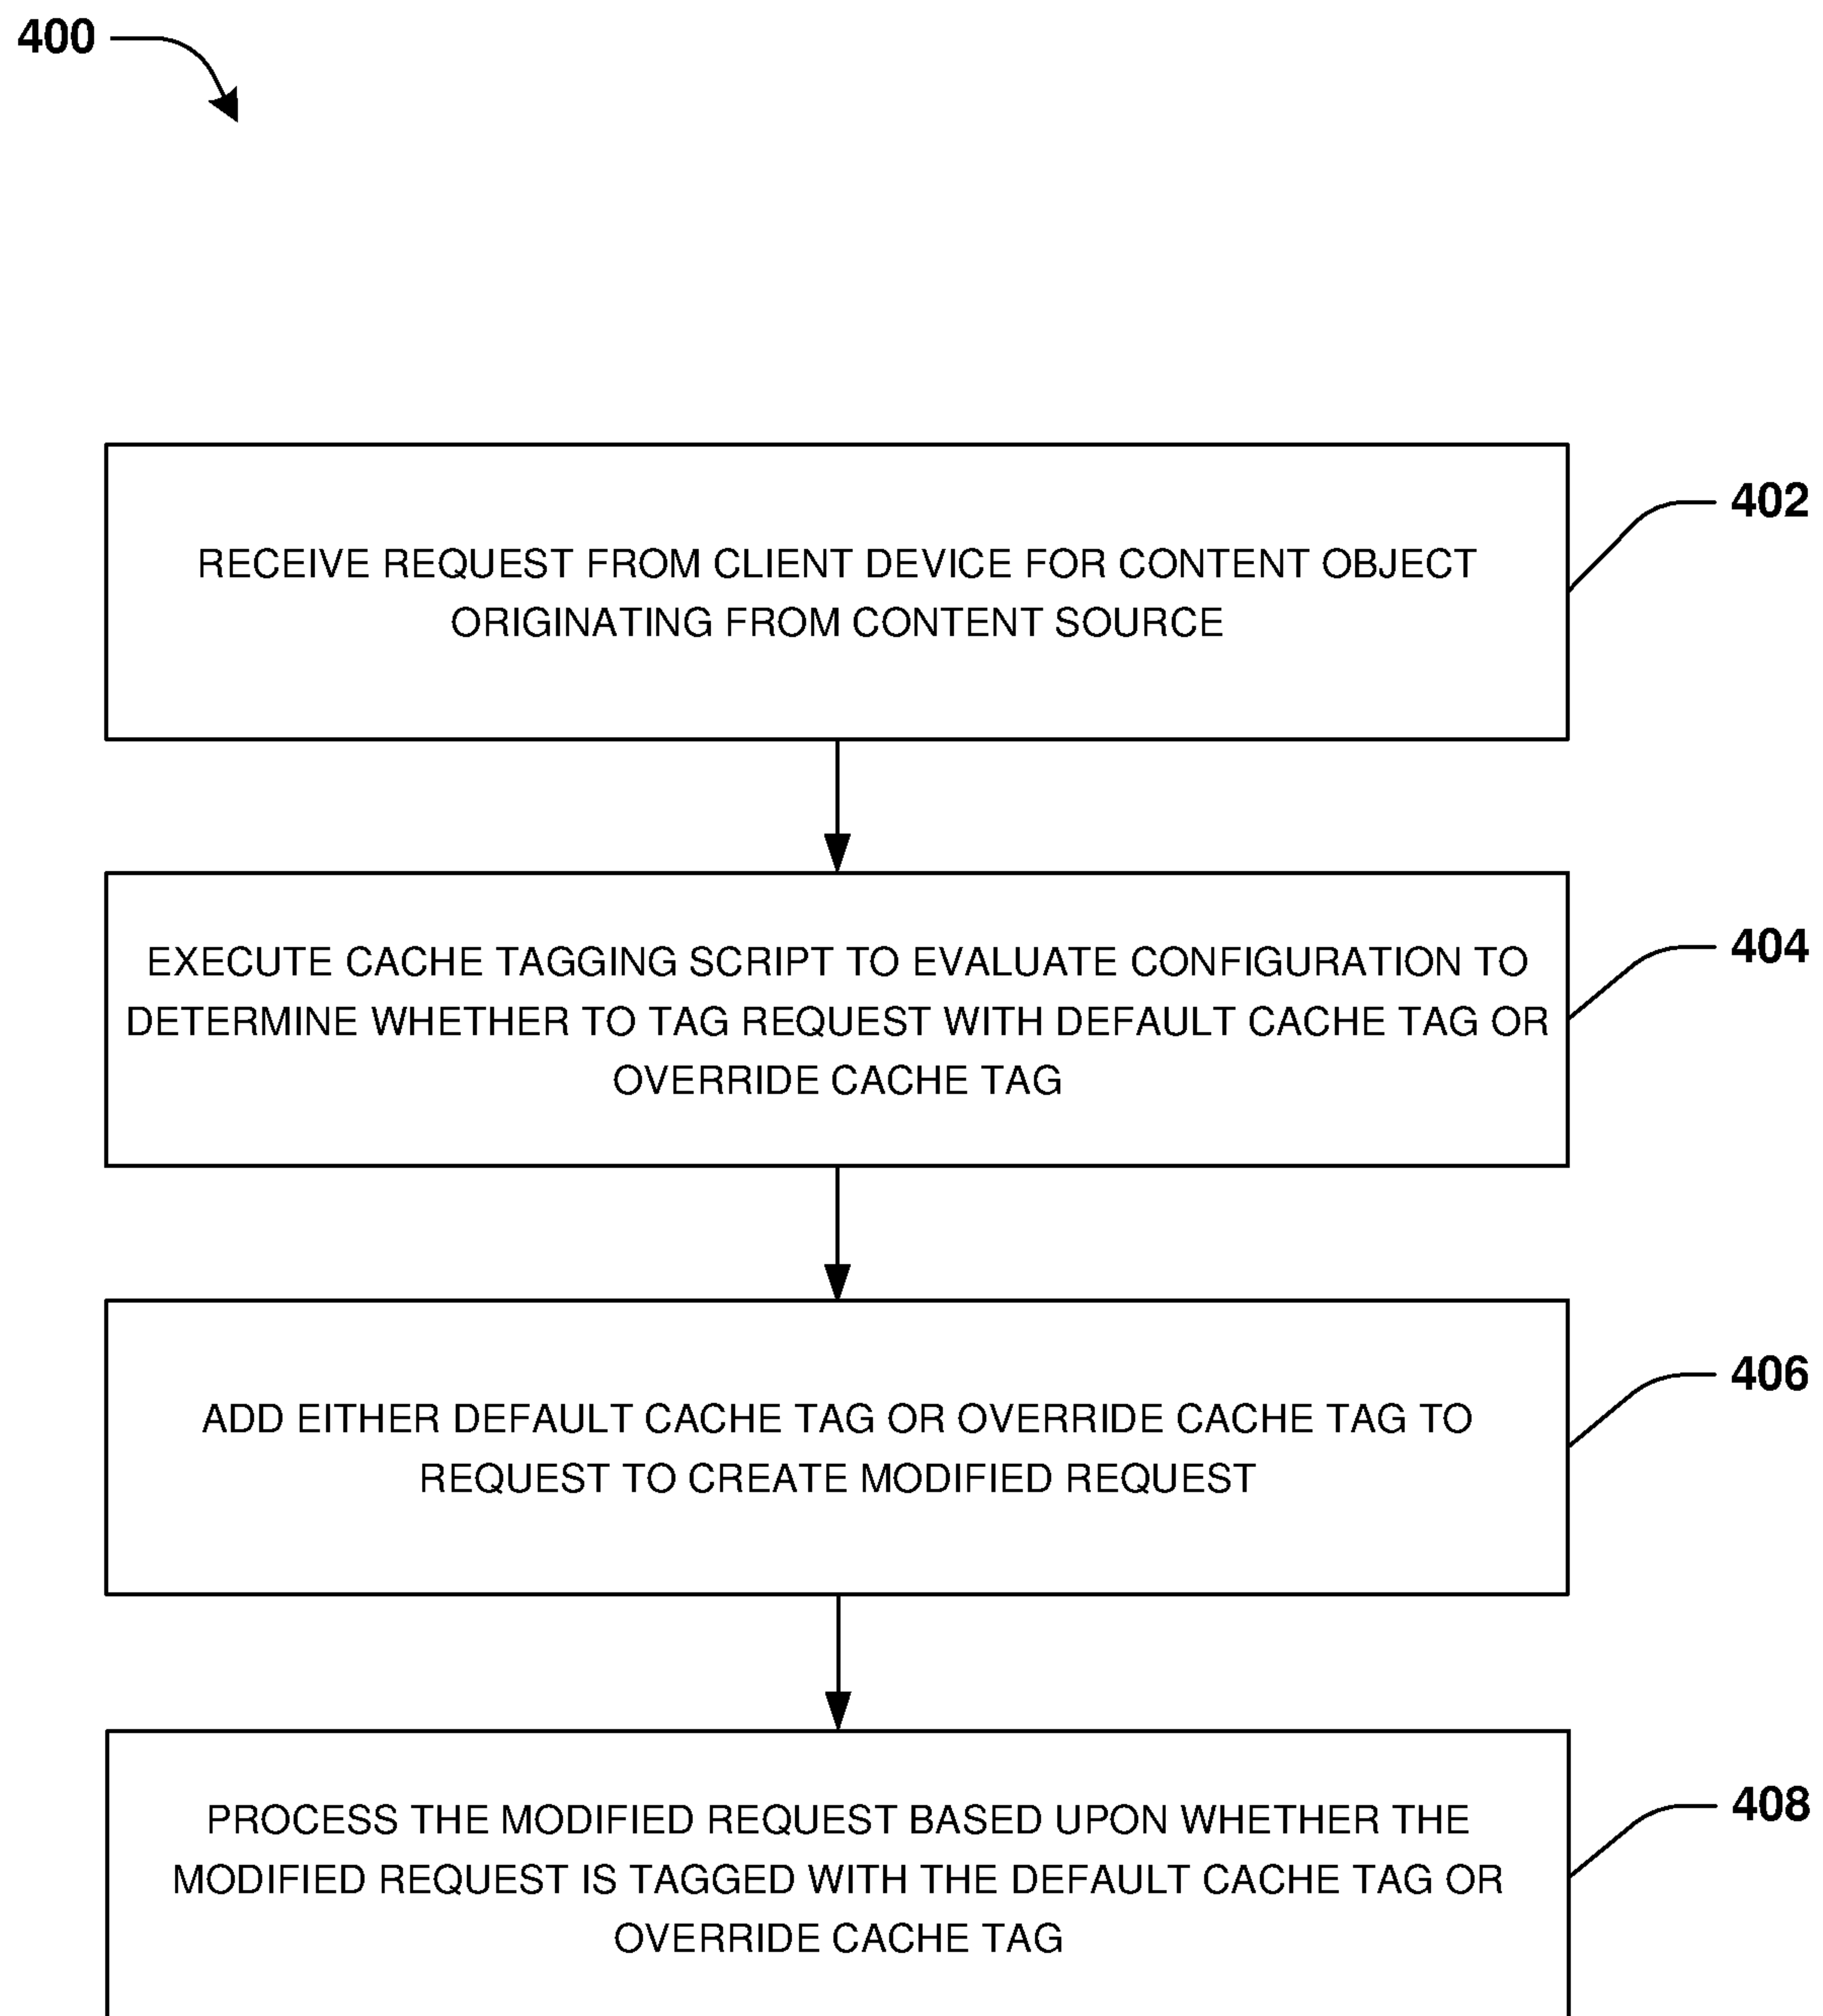 400
RECEIVE REQUEST FROM CLIENT DEVICE FOR CONTENT OBJECT
ORIGINATING FROM CONTENT SOURCE
402
EXECUTE CACHE TAGGING SCRIPT TO EVALUATE CONFIGURATION TO
DETERMINE WHETHER TO TAG REQUEST WITH DEFAULT CACHE TAG OR
OVERRIDE CACHE TAG
404
ADD EITHER DEFAULT CACHE TAG OR OVERRIDE CACHE TAG TO
REQUEST TO CREATE MODIFIED REQUEST
406
PROCESS THE MODIFIED REQUEST BASED UPON WHETHER THE
MODIFIED REQUEST IS TAGGED WITH THE DEFAULT CACHE TAG OR
OVERRIDE CACHE TAG
408